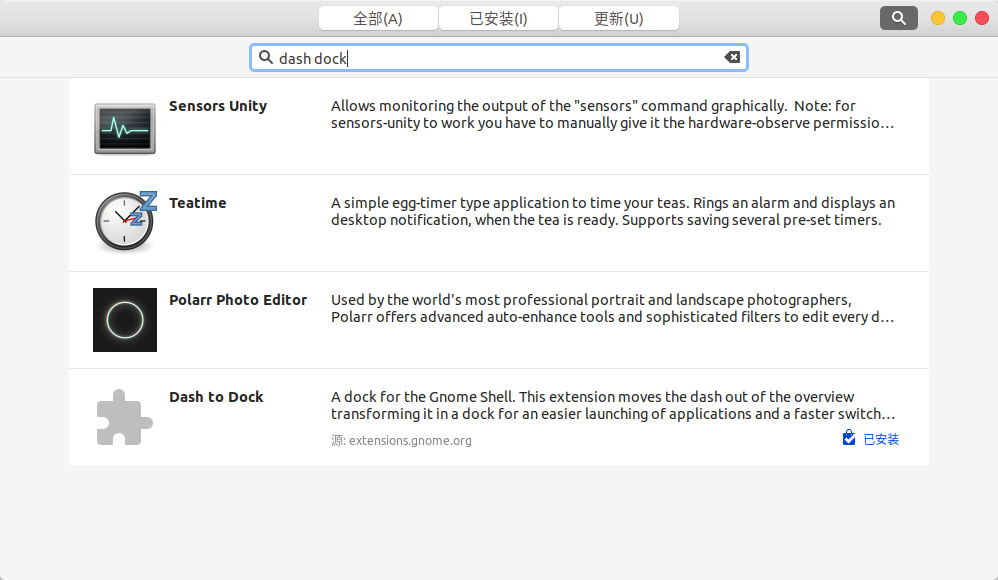 全部(A) 已安装(I) 更新(U)
dash dock
Sensors Unity
Allows monitoring the output of the "sensors" command graphically. Note: for
sensors-unity to work you have to manually give it the hardware-observe permissio…
Teatime
A simple egg-timer type application to time your teas. Rings an alarm and displays an
desktop notification, when the tea is ready. Supports saving several pre-set timers.
Polarr Photo Editor
Used by the world's most professional portrait and landscape photographers,
Polarr offers advanced auto-enhance tools and sophisticated filters to edit every d…
Dash to Dock
A dock for the Gnome Shell. This extension moves the dash out of the overview
transforming it in a dock for an easier launching of applications and a faster switch…
源: extensions.gnome.org
已安装